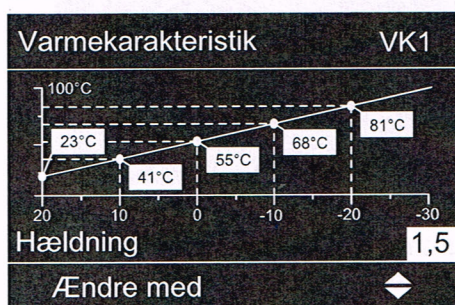 Varmekarakteristik VK1
100°C
23°C
41°C
55°C
68°C
81°C
20 10 0 -10 -20 -30
Hældning 1,5
Ændre med